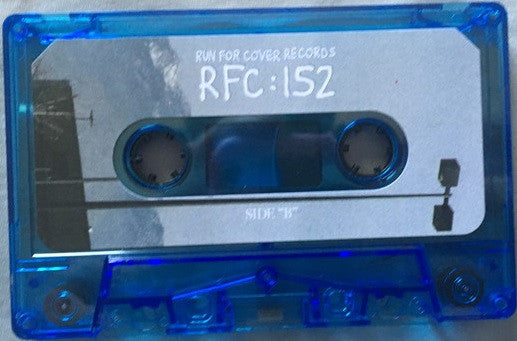 RUN FOR COVER RECORDS
RFC:152
SIDE "B"